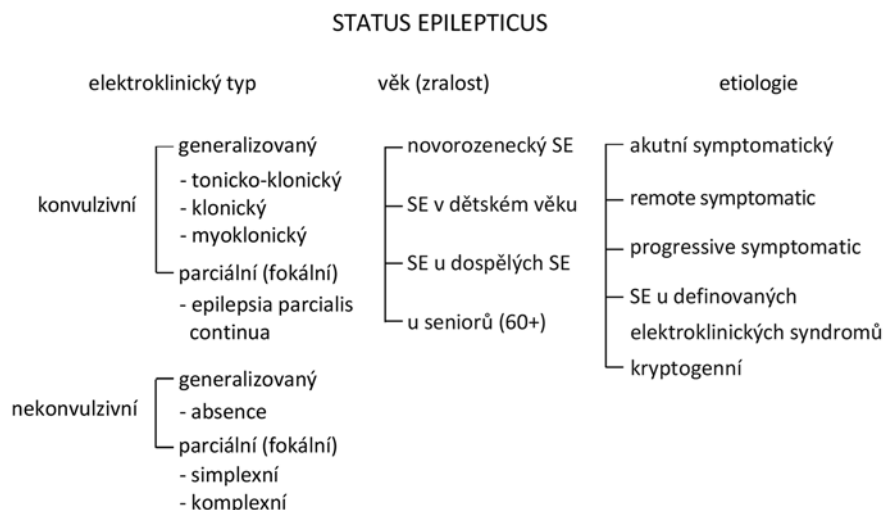 STATUS EPILEPTICUS
elektroklinický typ
konvulzivní
generalizovaný
- tonicko-klonický
- klonický
- myoklonický
parciální (fokální)
- epilepsia parcialis
continua
nekonvulzivní
generalizovaný
- absence
parciální (fokální)
- simplexní
- komplexní
věk (zralost)
novorozenecký SE
SE v dětském věku
SE u dospělých SE
u seniorů (60+)
etiologie
akutní symptomatický
remote symptomatic
progressive symptomatic
SE u definovaných
elektroklinických syndromů
kryptogenní